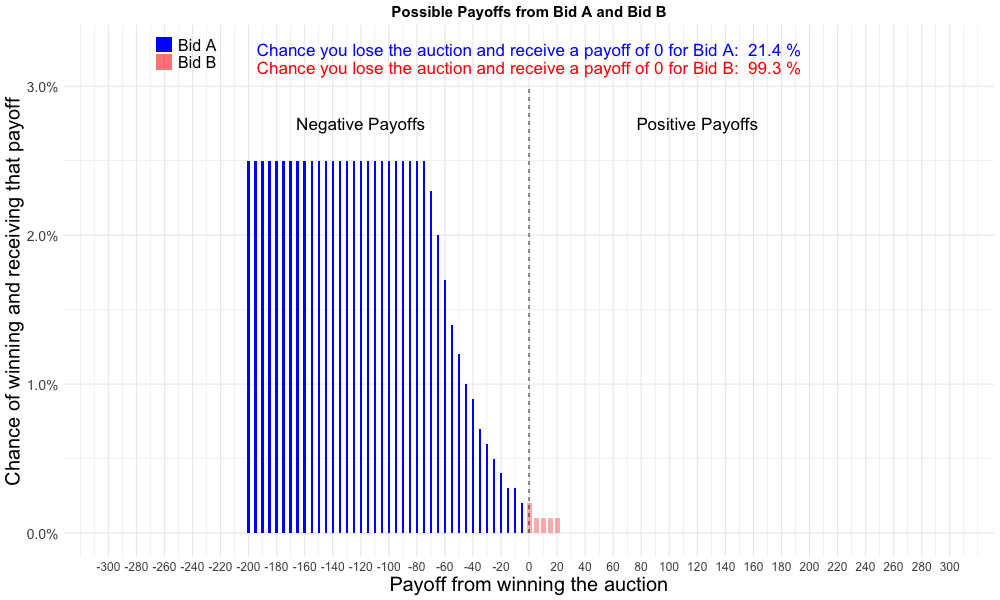 Possible Payoffs from Bid A and Bid B
Bid A
Bid B
Chance you lose the auction and receive a payoff of 0 for Bid A:  21.4 %
Chance you lose the auction and receive a payoff of 0 for Bid B:  99.3 %
Negative Payoffs
Positive Payoffs
Chance of winning and receiving that payoff
3.0%
2.0%
1.0%
0.0%
-300 -280 -260 -240 -220 -200 -180 -160 -140 -120 -100 -80 -60 -40 -20 0 20 40 60 80 100 120 140 160 180 200 220 240 260 280 300
Payoff from winning the auction